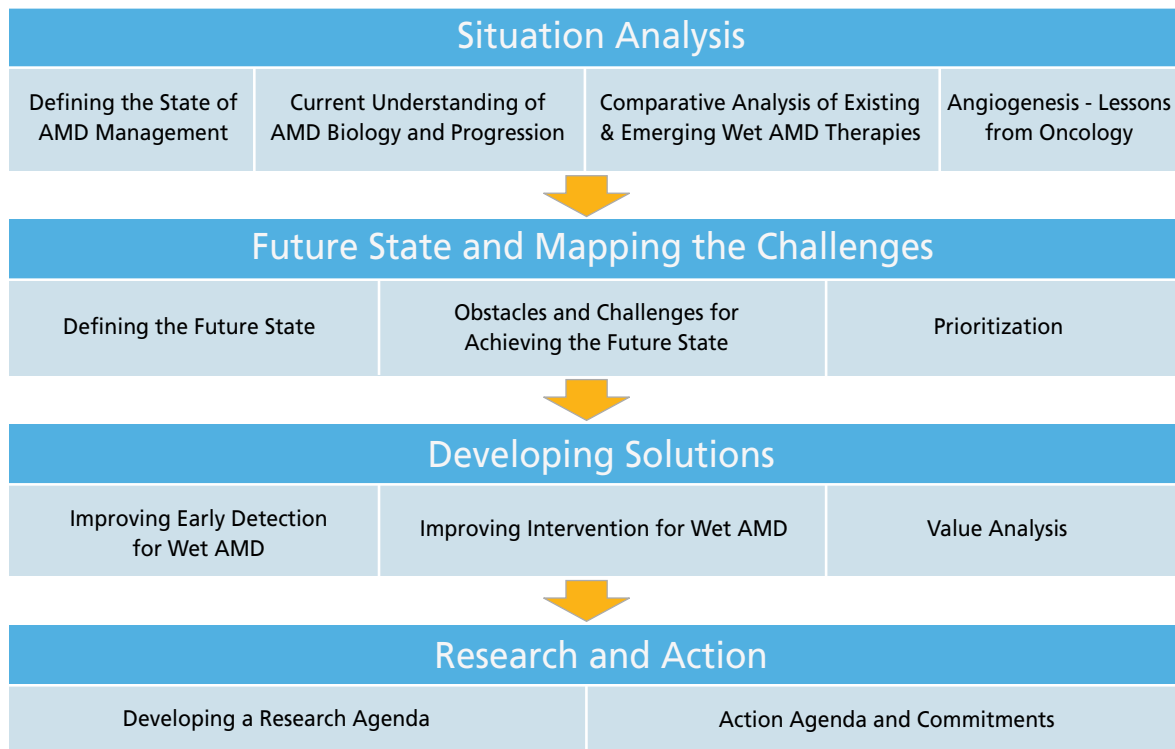 Situation Analysis
Defining the State of
AMD Management
Current Understanding of
AMD Biology and Progression
Comparative Analysis of Existing
& Emerging Wet AMD Therapies
Angiogenesis - Lessons
from Oncology
Future State and Mapping the Challenges
Defining the Future State
Obstacles and Challenges for
Achieving the Future State
Prioritization
Developing Solutions
Improving Early Detection
for Wet AMD
Improving Intervention for Wet AMD
Value Analysis
Research and Action
Developing a Research Agenda
Action Agenda and Commitments